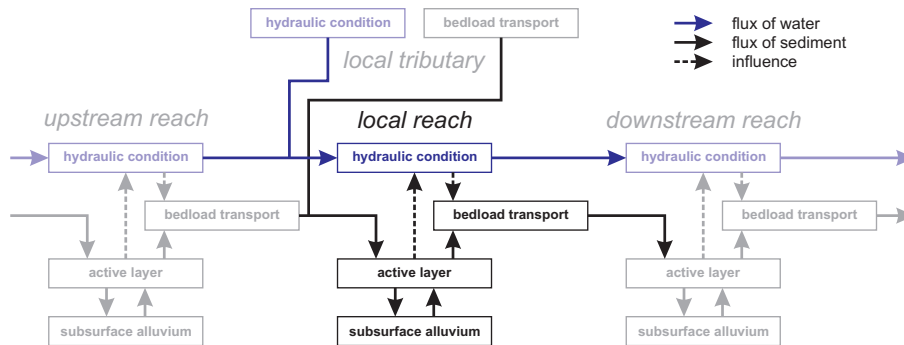 hydraulic condition
bedload transport
flux of water
flux of sediment
influence
local tributary
upstream reach
local reach
downstream reach
hydraulic condition
hydraulic condition
hydraulic condition
bedload transport
bedload transport
bedload transport
active layer
active layer
active layer
subsurface alluvium
subsurface alluvium
subsurface alluvium